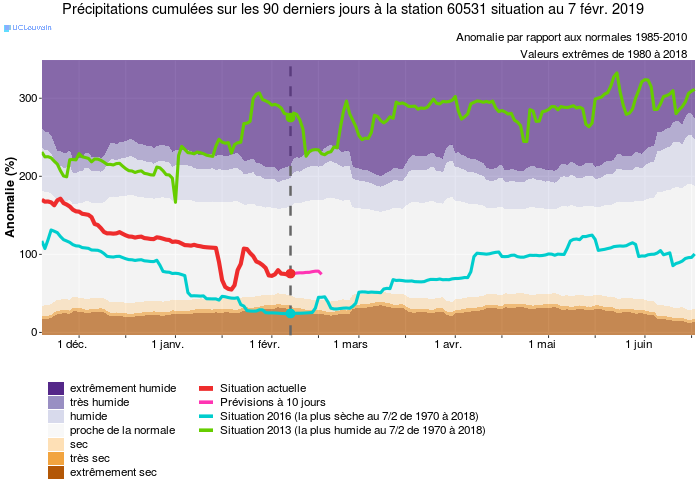 Précipitations cumulées sur les 90 derniers jours à la station 60531 situation au 7 févr. 2019
UCLouvain
Anomalie par rapport aux normales 1985-2010
Valeurs extrêmes de 1980 à 2018
Anomalie (%)
300
200
100
0
1 déc. 1 janv. 1 févr. 1 mars 1 avr. 1 mai 1 juin
extrêmement humide
très humide
humide
proche de la normale
sec
très sec
extrêmement sec
Situation actuelle
Prévisions à 10 jours
Situation 2016 (la plus sèche au 7/2 de 1970 à 2018)
Situation 2013 (la plus humide au 7/2 de 1970 à 2018)